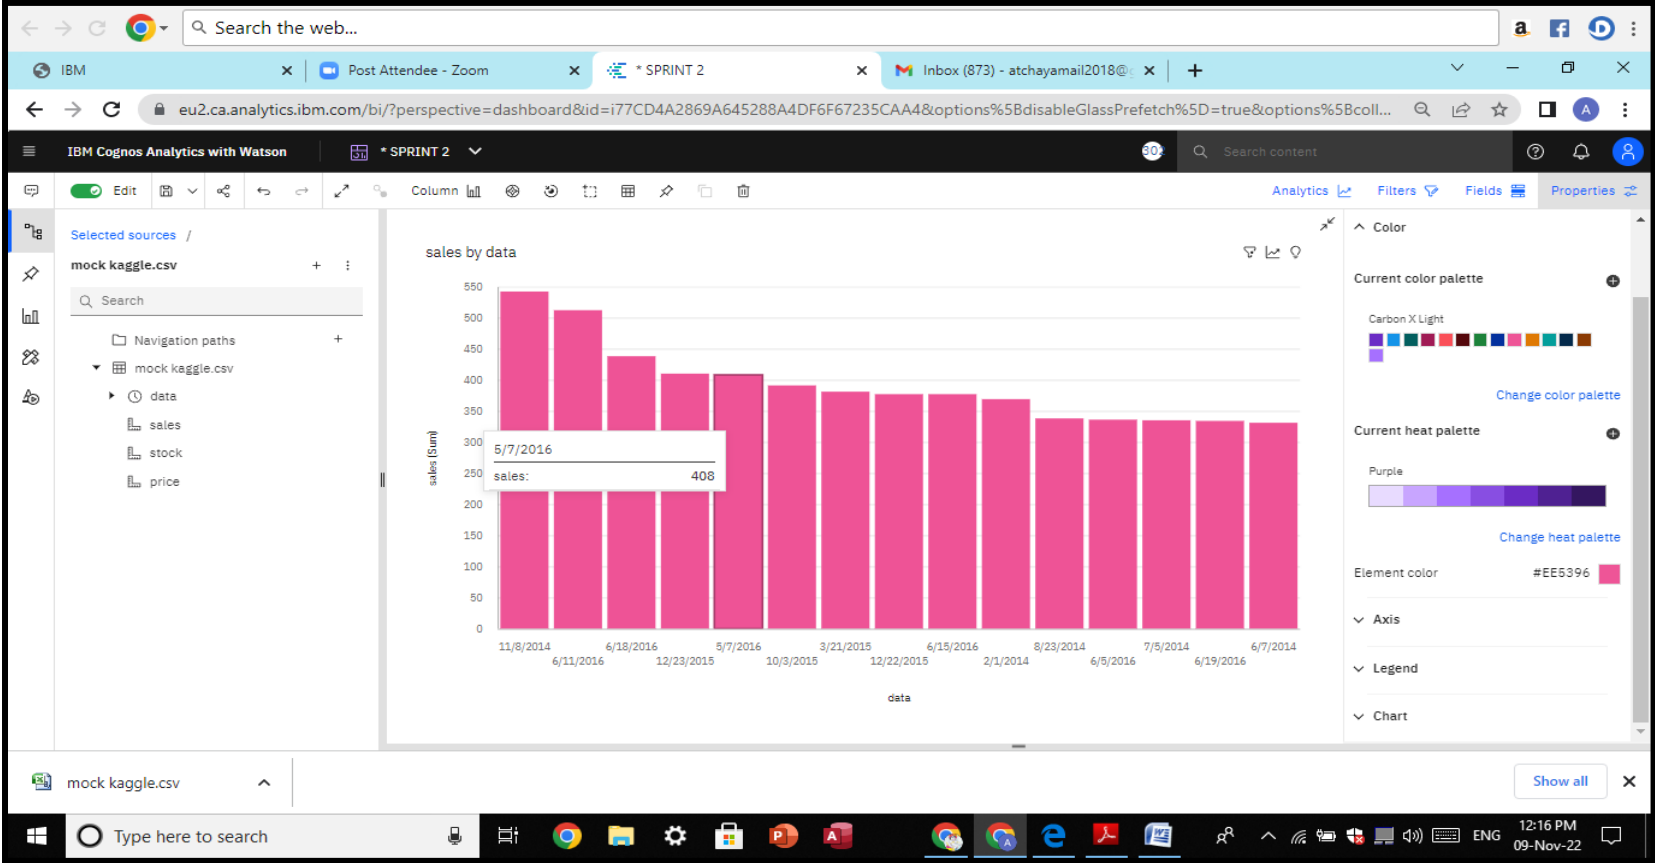 Search the web...
a
IBM
Post Attendee - Zoom
* SPRINT 2
Inbox (873) - atchayamail2018@g
eu2.ca.analytics.ibm.com/bi/?perspective=dashboard&id=i77CD4A2869A645288A4DF6F67235CAA4&options%5BdisableGlassPrefetch%5D=true&options%5Bcoll...
A
IBM Cognos Analytics with Watson
* SPRINT 2
302
Search content
Edit
Column
Analytics
Filters
Fields
Properties
Selected sources /
mock kaggle.csv
Search
Navigation paths
mock kaggle.csv
data
sales
stock
price
sales by data
sales (Sum)
550
500
450
400
350
300
250
200
150
100
50
0
5/7/2016
sales: 408
11/8/2014
6/11/2016
6/18/2016
12/23/2015
5/7/2016
10/3/2015
3/21/2015
12/22/2015
6/15/2016
2/1/2014
8/23/2014
6/5/2016
7/5/2014
6/19/2016
6/7/2014
data
Color
Current color palette
Carbon X Light
Change color palette
Current heat palette
Purple
Change heat palette
Element color #EE5396
Axis
Legend
Chart
mock kaggle.csv
Show all
Type here to search
ENG
12:16 PM
09-Nov-22